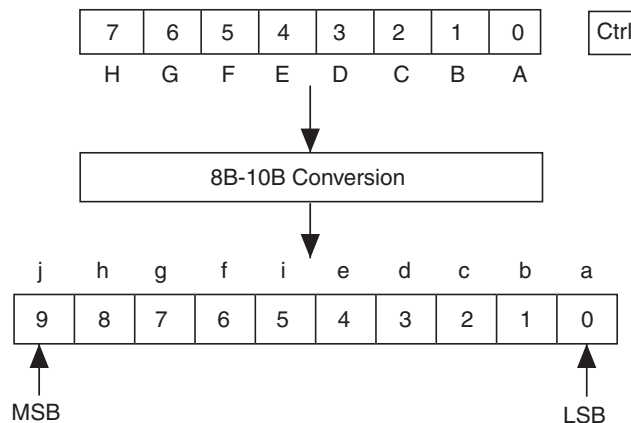 7 6 5 4 3 2 1 0 Ctrl
H G F E D C B A
8B-10B Conversion
j h g f i e d c b a
9 8 7 6 5 4 3 2 1 0
MSB LSB